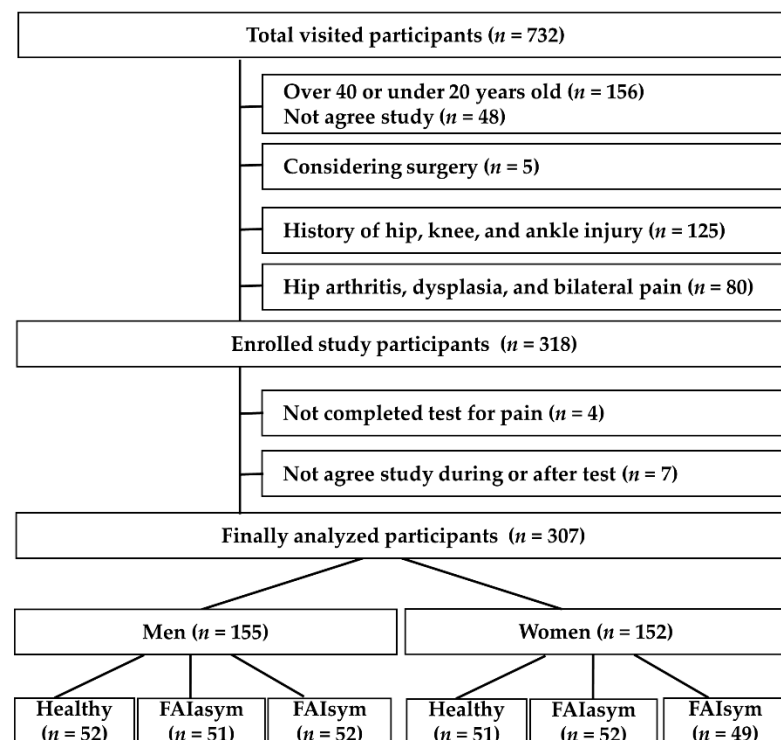 Total visited participants (n = 732)
Over 40 or under 20 years old (n = 156)
Not agree study (n = 48)
Considering surgery (n = 5)
History of hip, knee, and ankle injury (n = 125)
Hip arthritis, dysplasia, and bilateral pain (n = 80)
Enrolled study participants (n = 318)
Not completed test for pain (n = 4)
Not agree study during or after test (n = 7)
Finally analyzed participants (n = 307)
Men (n = 155)
Women (n = 152)
Healthy
(n = 52)
FAIasym
(n = 51)
FAIsym
(n = 52)
Healthy
(n = 51)
FAIasym
(n = 52)
FAIsym
(n = 49)